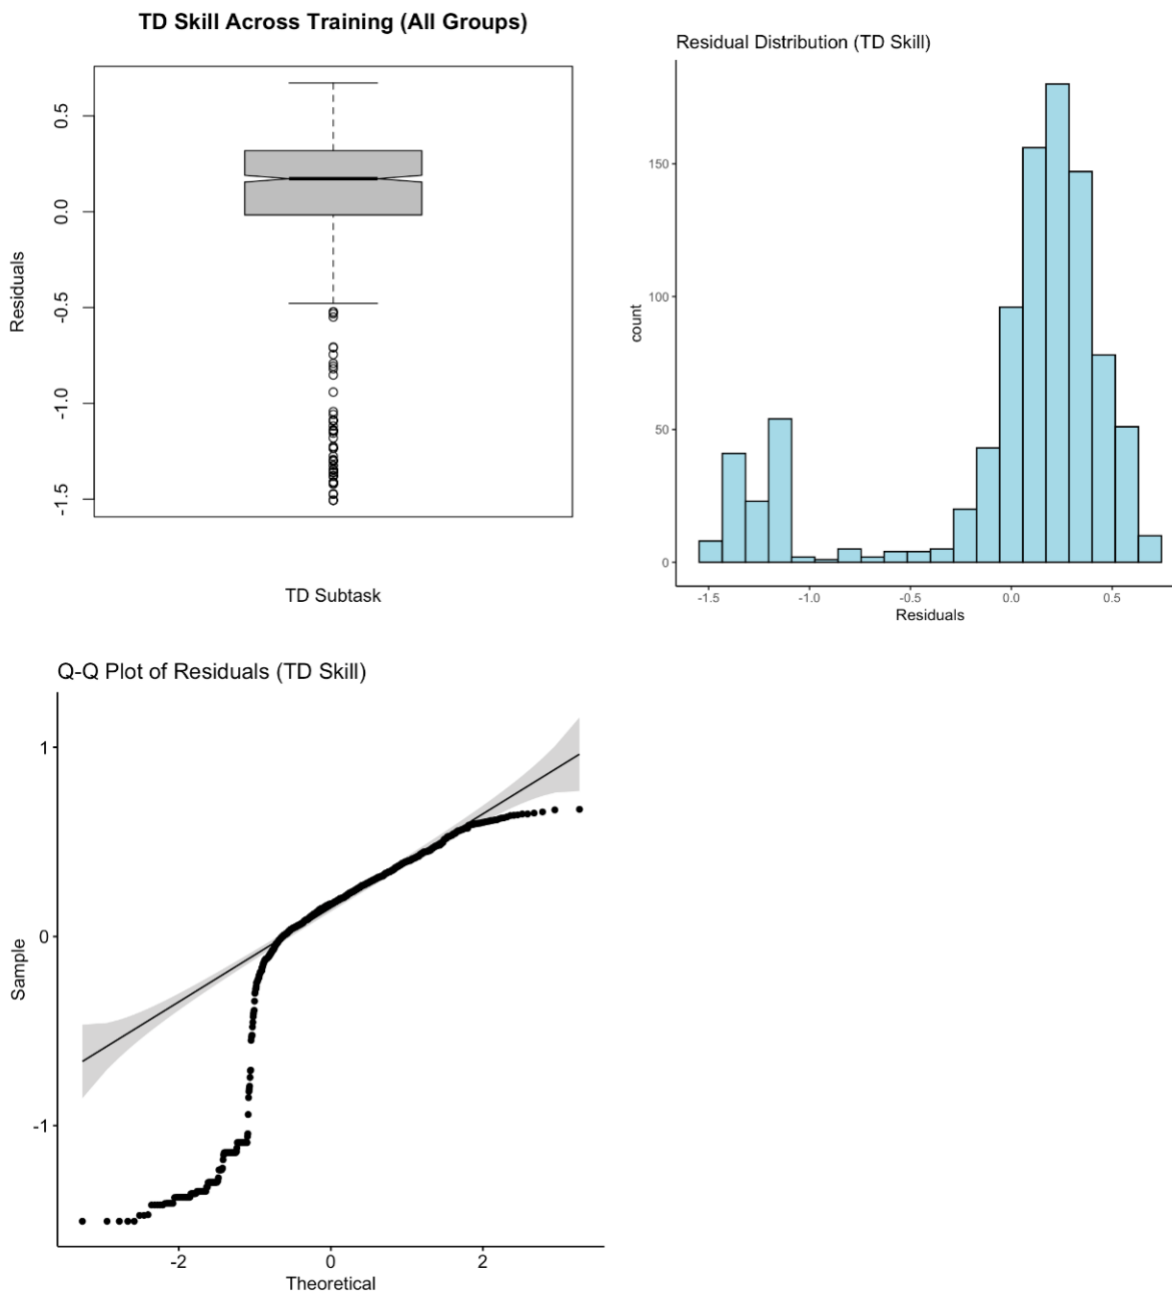 TD Skill Across Training (All Groups)
0.5
0.0
-0.5
-1.0
-1.5
Residuals
TD Subtask
Residual Distribution (TD Skill)
150
100
50
0
count
-1.5 -1.0 -0.5 0.0 0.5
Residuals
Q-Q Plot of Residuals (TD Skill)
1
0
-1
Sample
-2 0 2
Theoretical